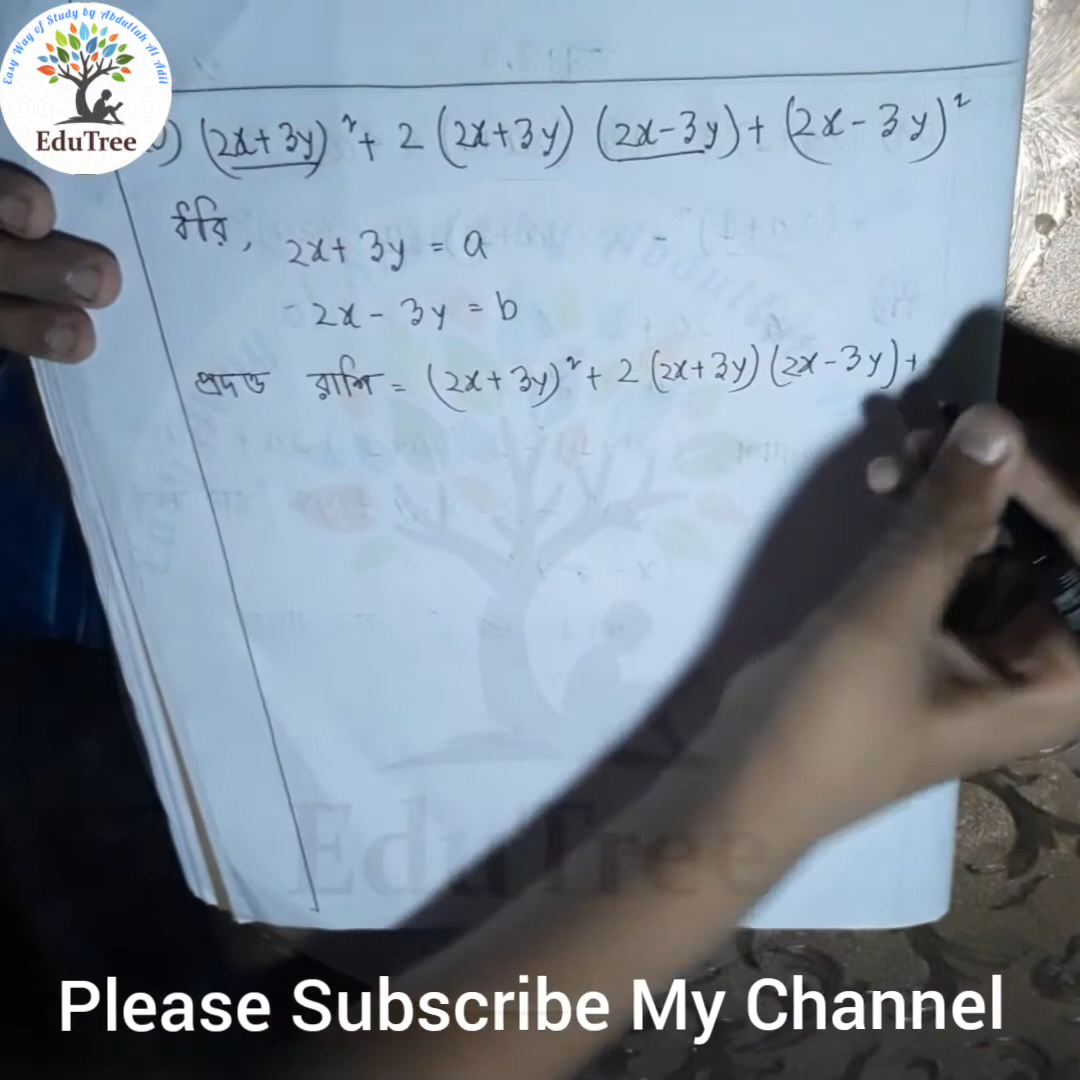 Easy Way of Study by Abdullah Al Adil
EduTree
) (2x+3y)² + 2 (2x+3y) (2x-3y) + (2x-3y)²
ধরি,
2x + 3y = a
2x - 3y = b
প্রদত্ত রাশি = (2x+3y)² + 2 (2x+3y) (2x-3y) +
EduTree
Please Subscribe My Channel